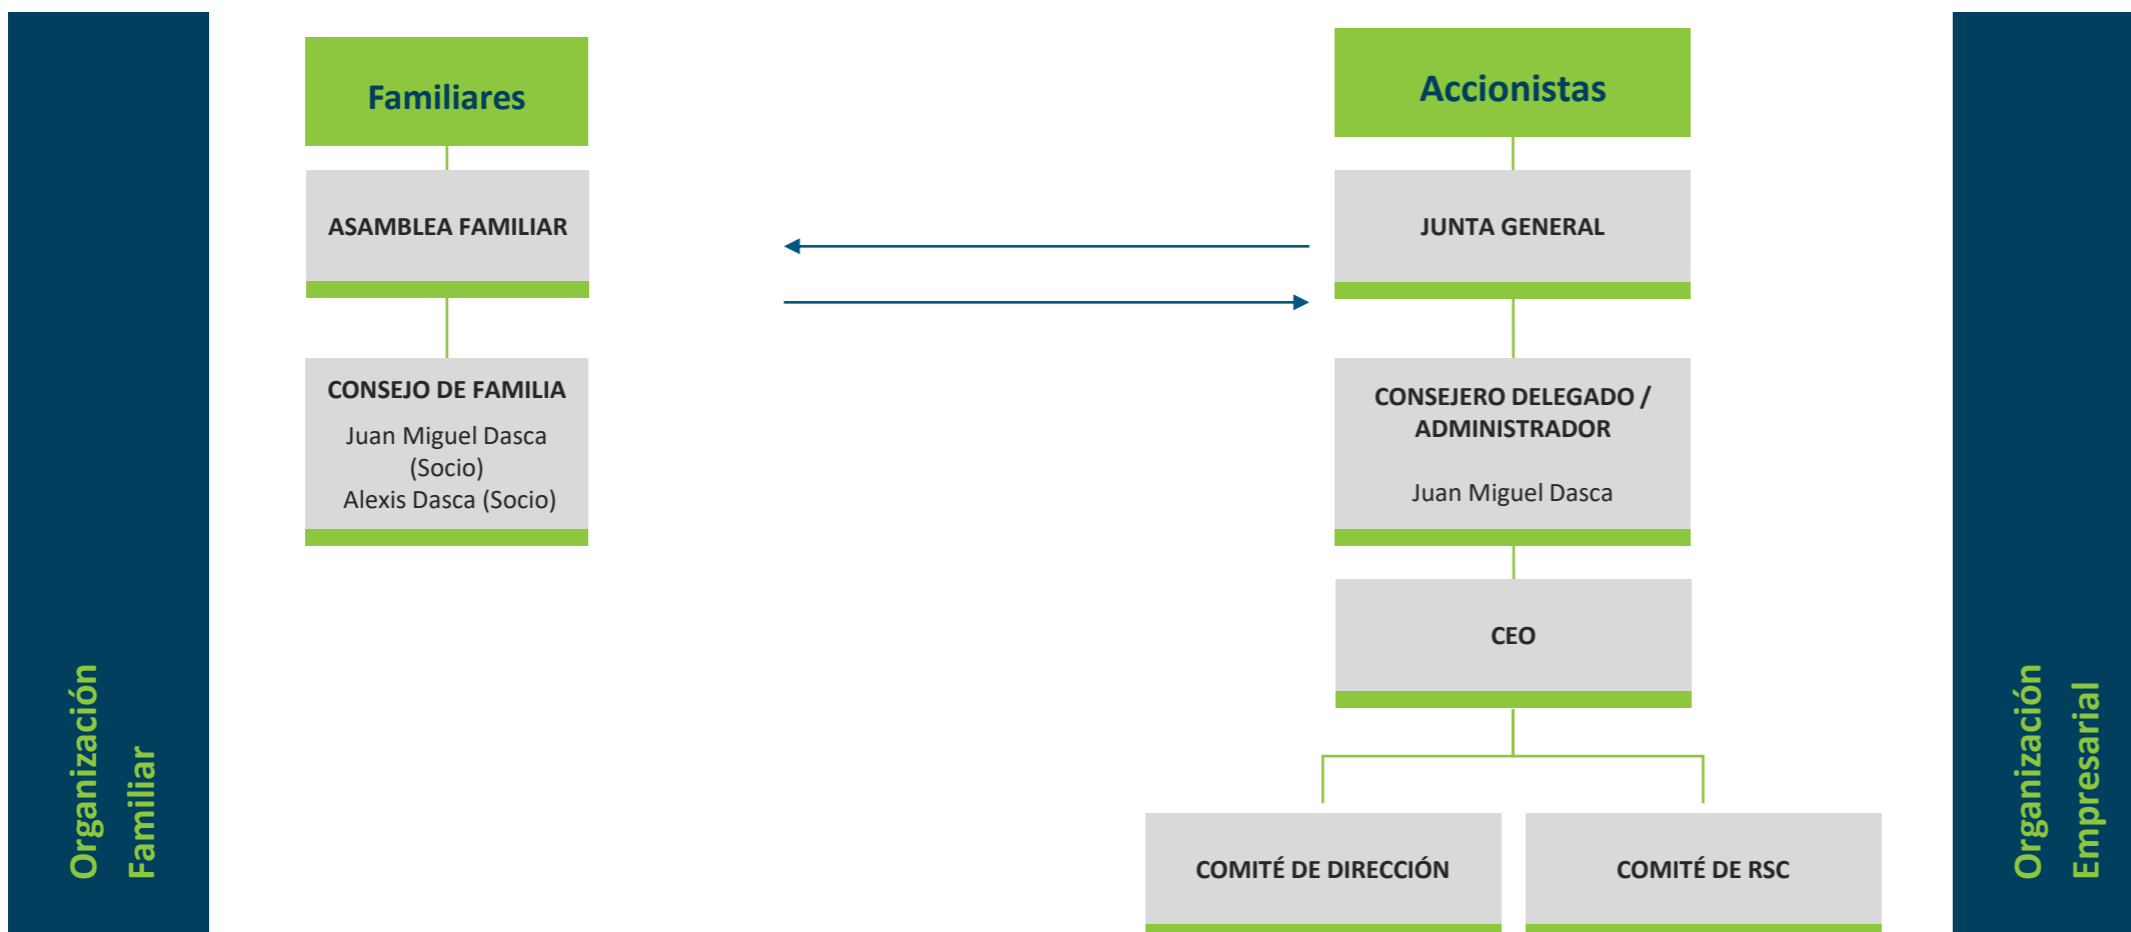 Organización
Familiar
Familiares
ASAMBLEA FAMILIAR
CONSEJO DE FAMILIA
Juan Miguel Dasca
(Socio)
Alexis Dasca (Socio)
Accionistas
JUNTA GENERAL
CONSEJERO DELEGADO /
ADMINISTRADOR
Juan Miguel Dasca
CEO
COMITÉ DE DIRECCIÓN
COMITÉ DE RSC
Organización
Empresarial